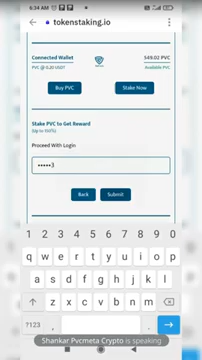 6:34 AM
tokenstaking.io
Connected Wallet
549.02 PVC
PVC @ 0.20 USDT
Available PVC
Buy PVC
Stake Now
Stake PVC to Get Reward
(Up to 150%)
Proceed With Login
•••••3
Back
Submit
1 2 3 4 5 6 7 8 9 0
q w e r t y u i o p
a s d f g h j k l
z x c v b n m
?123 , .
Shankar Pvcmeta Crypto is speaking